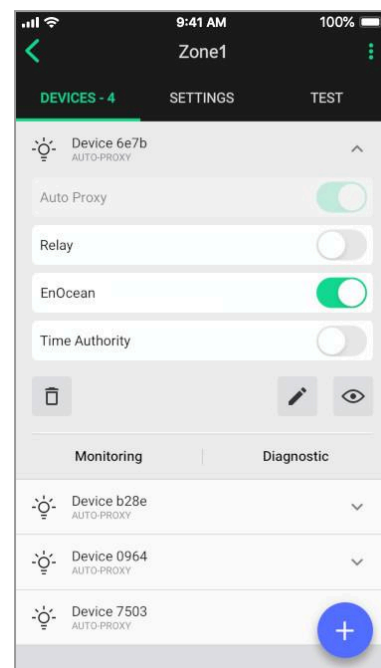 9:41 AM
100%
Zone1
DEVICES - 4
SETTINGS
TEST
Device 6e7b
AUTO-PROXY
Auto Proxy
Relay
EnOcean
Time Authority
Monitoring
Diagnostic
Device b28e
AUTO-PROXY
Device 0964
AUTO-PROXY
Device 7503
AUTO-PROXY